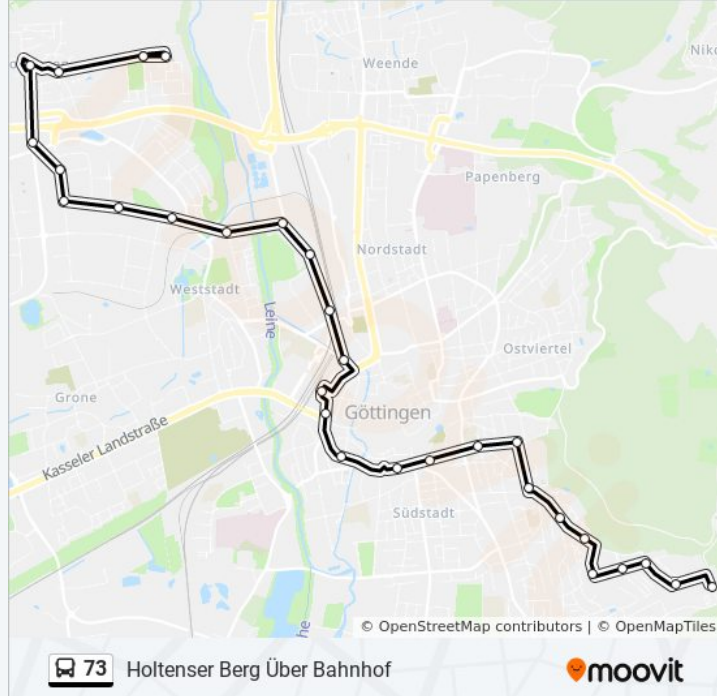 Weende
Niko
Papenberg
Nordstadt
Weststadt
Leine
Ostviertel
Grone
Göttingen
Kasseler Landstraße
Südstadt
he
© OpenStreetMap contributors | © OpenMapTiles
73 Holtenser Berg Über Bahnhof
moovit